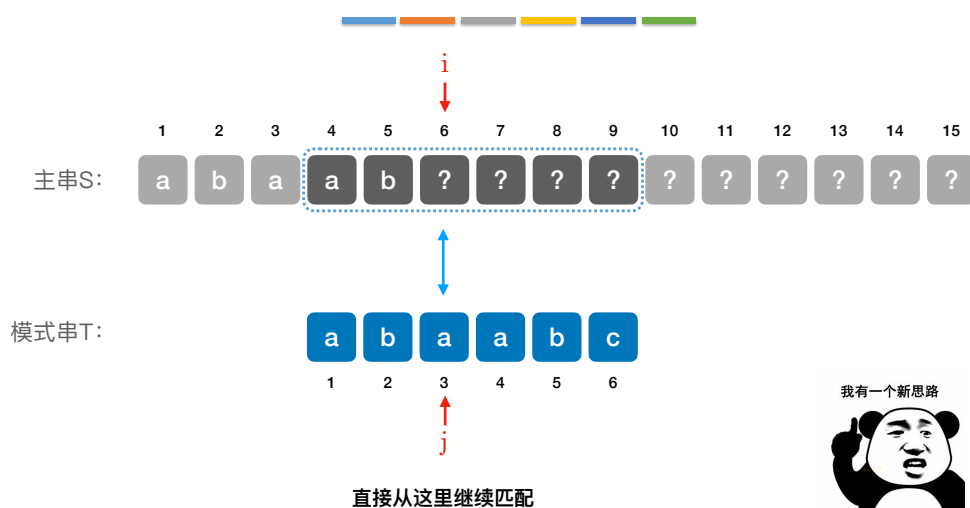 i
1 2 3 4 5 6 7 8 9 10 11 12 13 14 15
主串S: a b a a b ? ? ? ? ? ? ? ? ? ?
模式串T: a b a a b c
1 2 3 4 5 6
j
直接从这里继续匹配
我有一个新思路